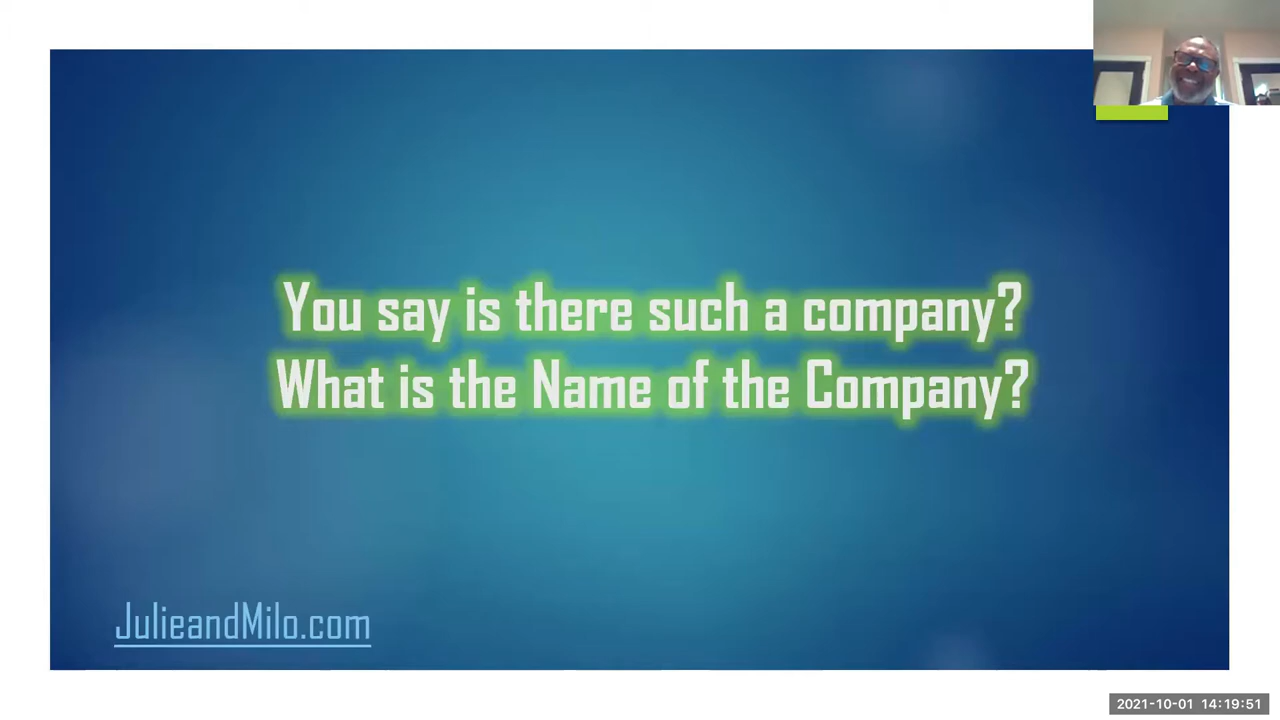 You say is there such a company?
What is the Name of the Company?
JulieandMilo.com
2021-10-01 14:19:51